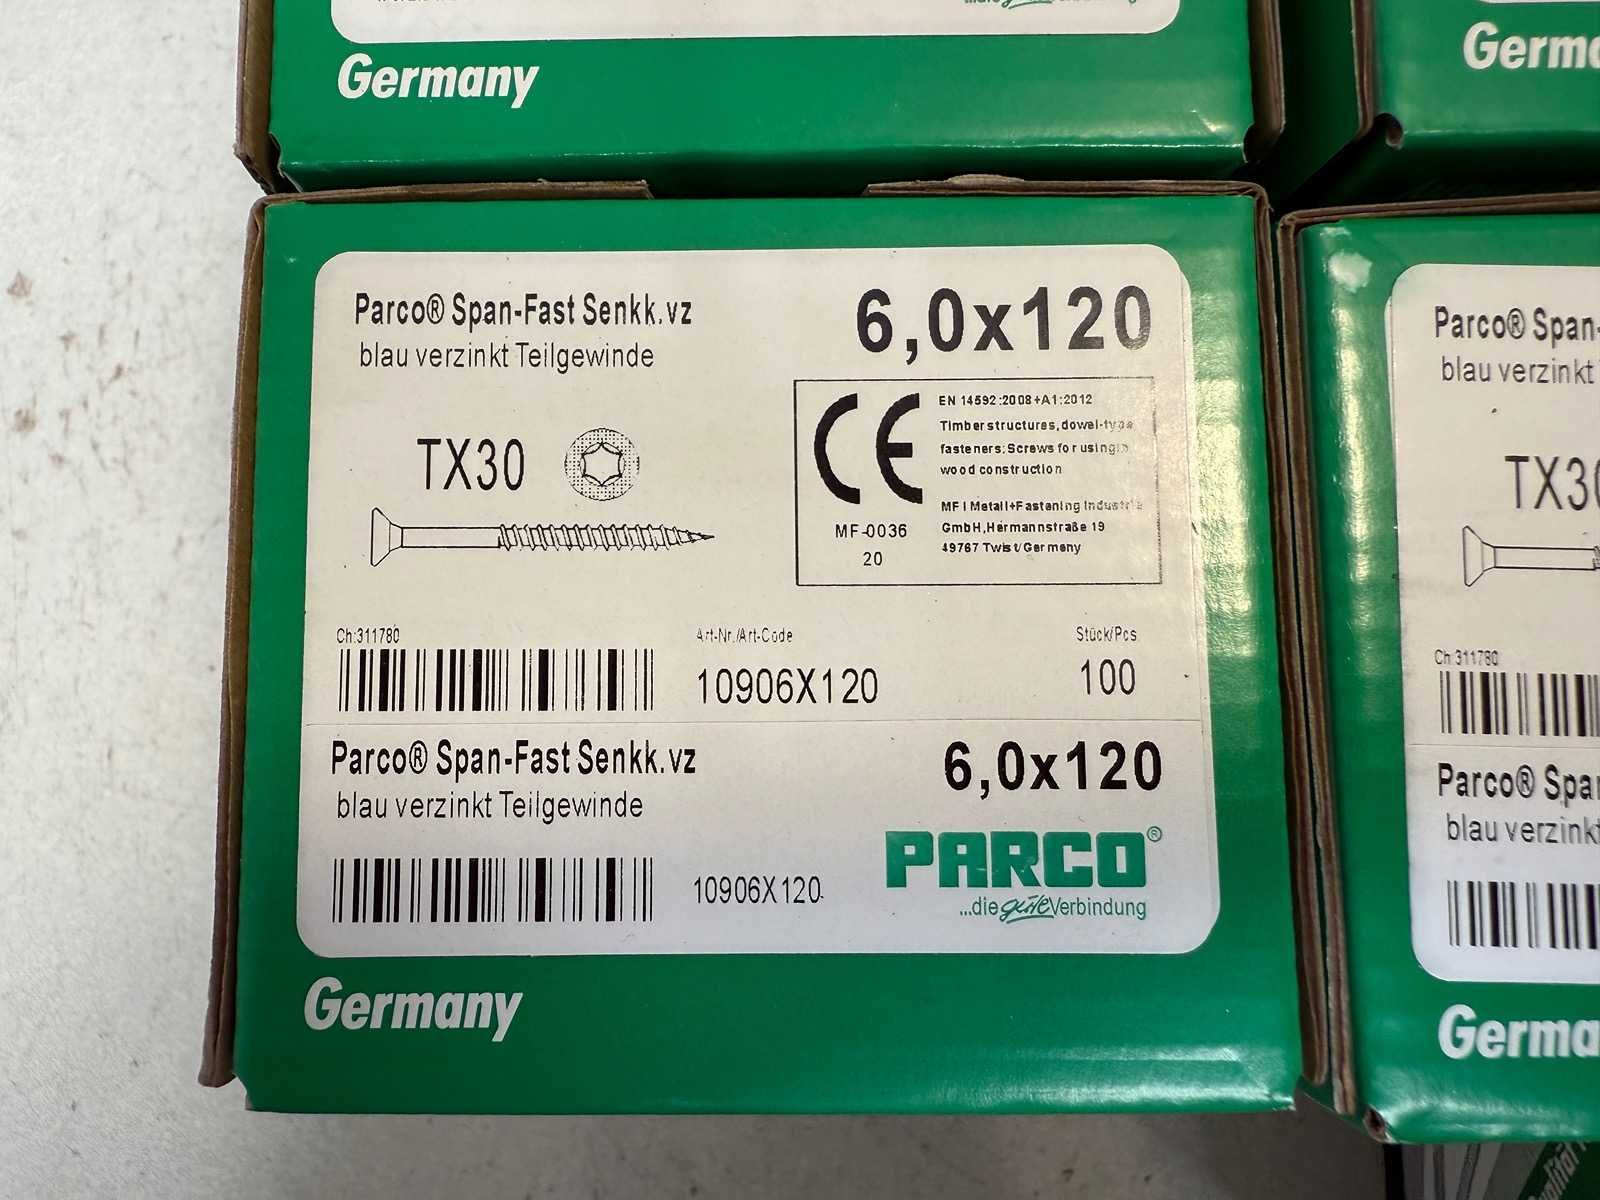 Germany
Germa
Parco® Span-Fast Senkk.vz
blau verzinkt Teilgewinde
6,0x120
TX30
CE
EN 14592:2008+A1:2012
Timber structures, dowel-type
fasteners: Screws for using in
wood construction
MF I Metall+Fastening Industrie
GmbH, Hermannstraße 19
49767 Twist/Germany
MF-0036
20
Ch:311780
Art-Nr./Art-Code
Stück/Pcs
10906X120
100
Parco® Span-Fast Senkk.vz
blau verzinkt Teilgewinde
6,0x120
10906X120
PARCO®
...die gute Verbindung
Germany
Parco® Span-
blau verzinkt
TX30
Ch:311780
Parco® Span
blau verzinkt
Germa